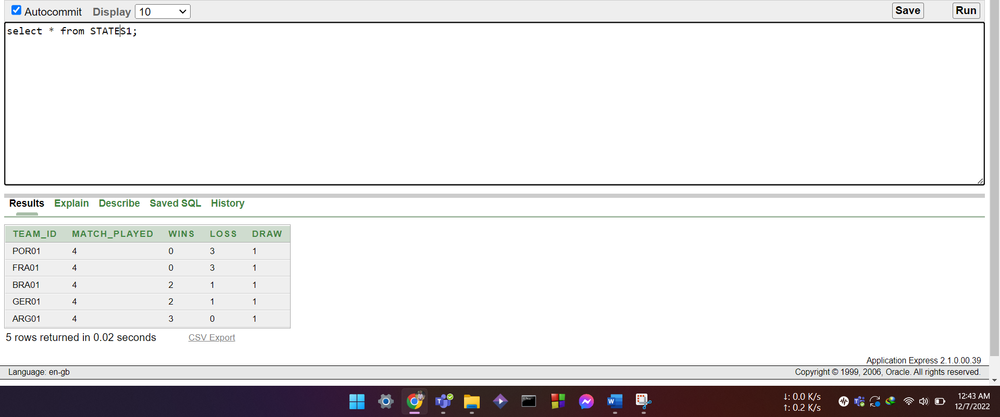 Autocommit Display 10 Save Run
select * from STATES1;
Results Explain Describe Saved SQL History
TEAM_ID MATCH_PLAYED WINS LOSS DRAW
POR01 4 0 3 1
FRA01 4 0 3 1
BRA01 4 2 1 1
GER01 4 2 1 1
ARG01 4 3 0 1
5 rows returned in 0.02 seconds CSV Export
Application Express 2.1.0.00.39
Language: en-gb Copyright © 1999, 2006, Oracle. All rights reserved.
↓: 0.0 K/s 12:43 AM
↑: 0.2 K/s 12/7/2022